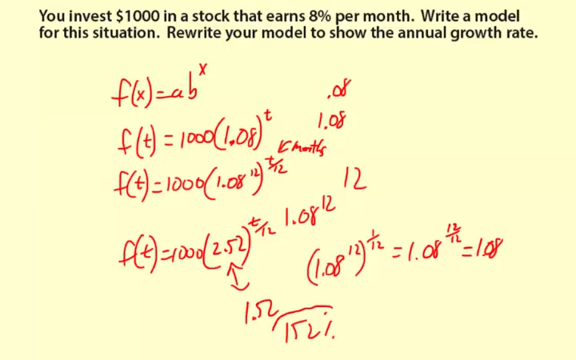 You invest $1000 in a stock that earns 8% per month. Write a model
for this situation. Rewrite your model to show the annual growth rate.
f(x)=ab^x
.08
f(t)=1000(1.08)^t
1.08
↙months
f(t)=1000(1.08^12)^t/12
12
1.08^12
f(t)=1000(2.52)^t/12
(1.08^12)^1/12 = 1.08^12/12 = 1.08
1.52
152%